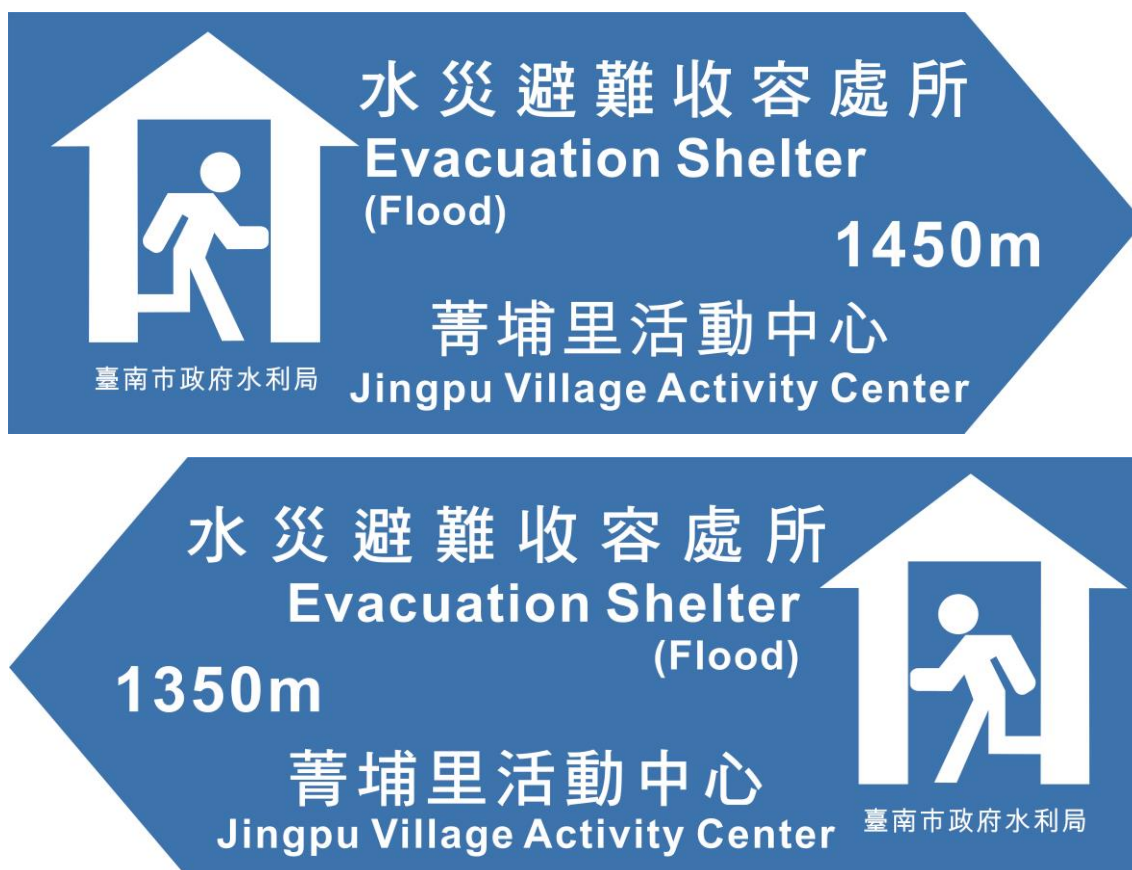 水災避難收容處所
Evacuation Shelter
(Flood)
1450m
菁埔里活動中心
Jingpu Village Activity Center
臺南市政府水利局
水災避難收容處所
Evacuation Shelter
(Flood)
1350m
菁埔里活動中心
Jingpu Village Activity Center
臺南市政府水利局